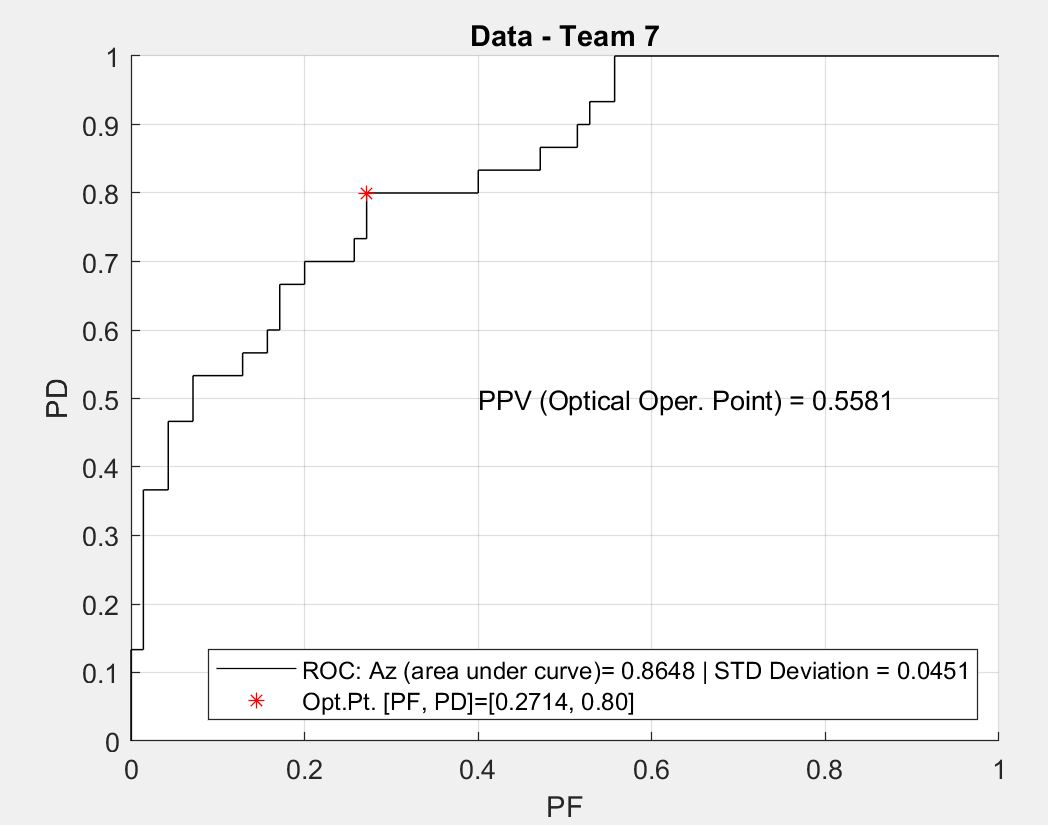 Data - Team 7
1
0.9
0.8
0.7
0.6
0.5
0.4
0.3
0.2
0.1
0
PD
PPV (Optical Oper. Point) = 0.5581
ROC: Az (area under curve)= 0.8648 | STD Deviation = 0.0451
Opt.Pt. [PF, PD]=[0.2714, 0.80]
0 0.2 0.4 0.6 0.8 1
PF